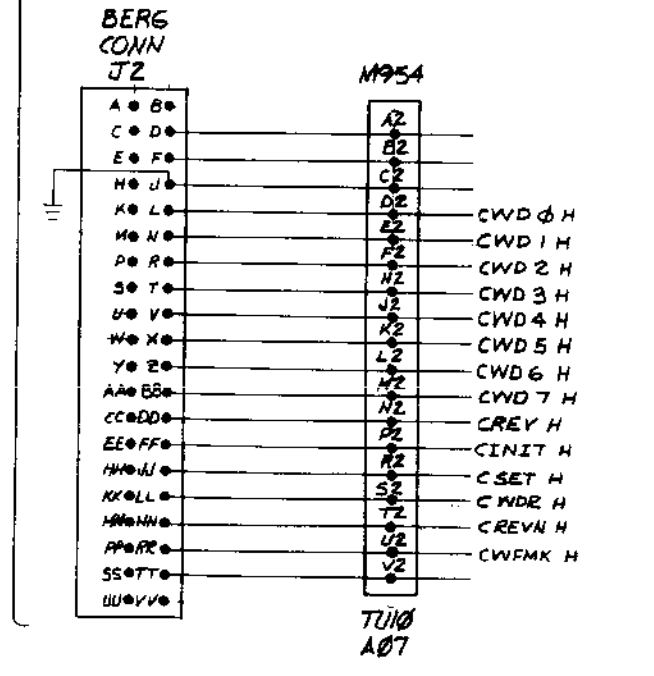 BERG
CONN
J2
M954
A B
C D
E F
H J
K L
M N
P R
S T
U V
W X
Y Z
AA BB
CC DD
EE FF
HH JJ
KK LL
MM NN
PP RR
SS TT
UU VV
A2
B2
C2
D2 CWD Ø H
E2 CWD 1 H
F2 CWD 2 H
H2 CWD 3 H
J2 CWD 4 H
K2 CWD 5 H
L2 CWD 6 H
M2 CWD 7 H
N2 CREV H
P2 CINIT H
R2 CSET H
S2 CWDR H
T2 CREVN H
U2 CWFMK H
V2
TU1Ø
AØ7